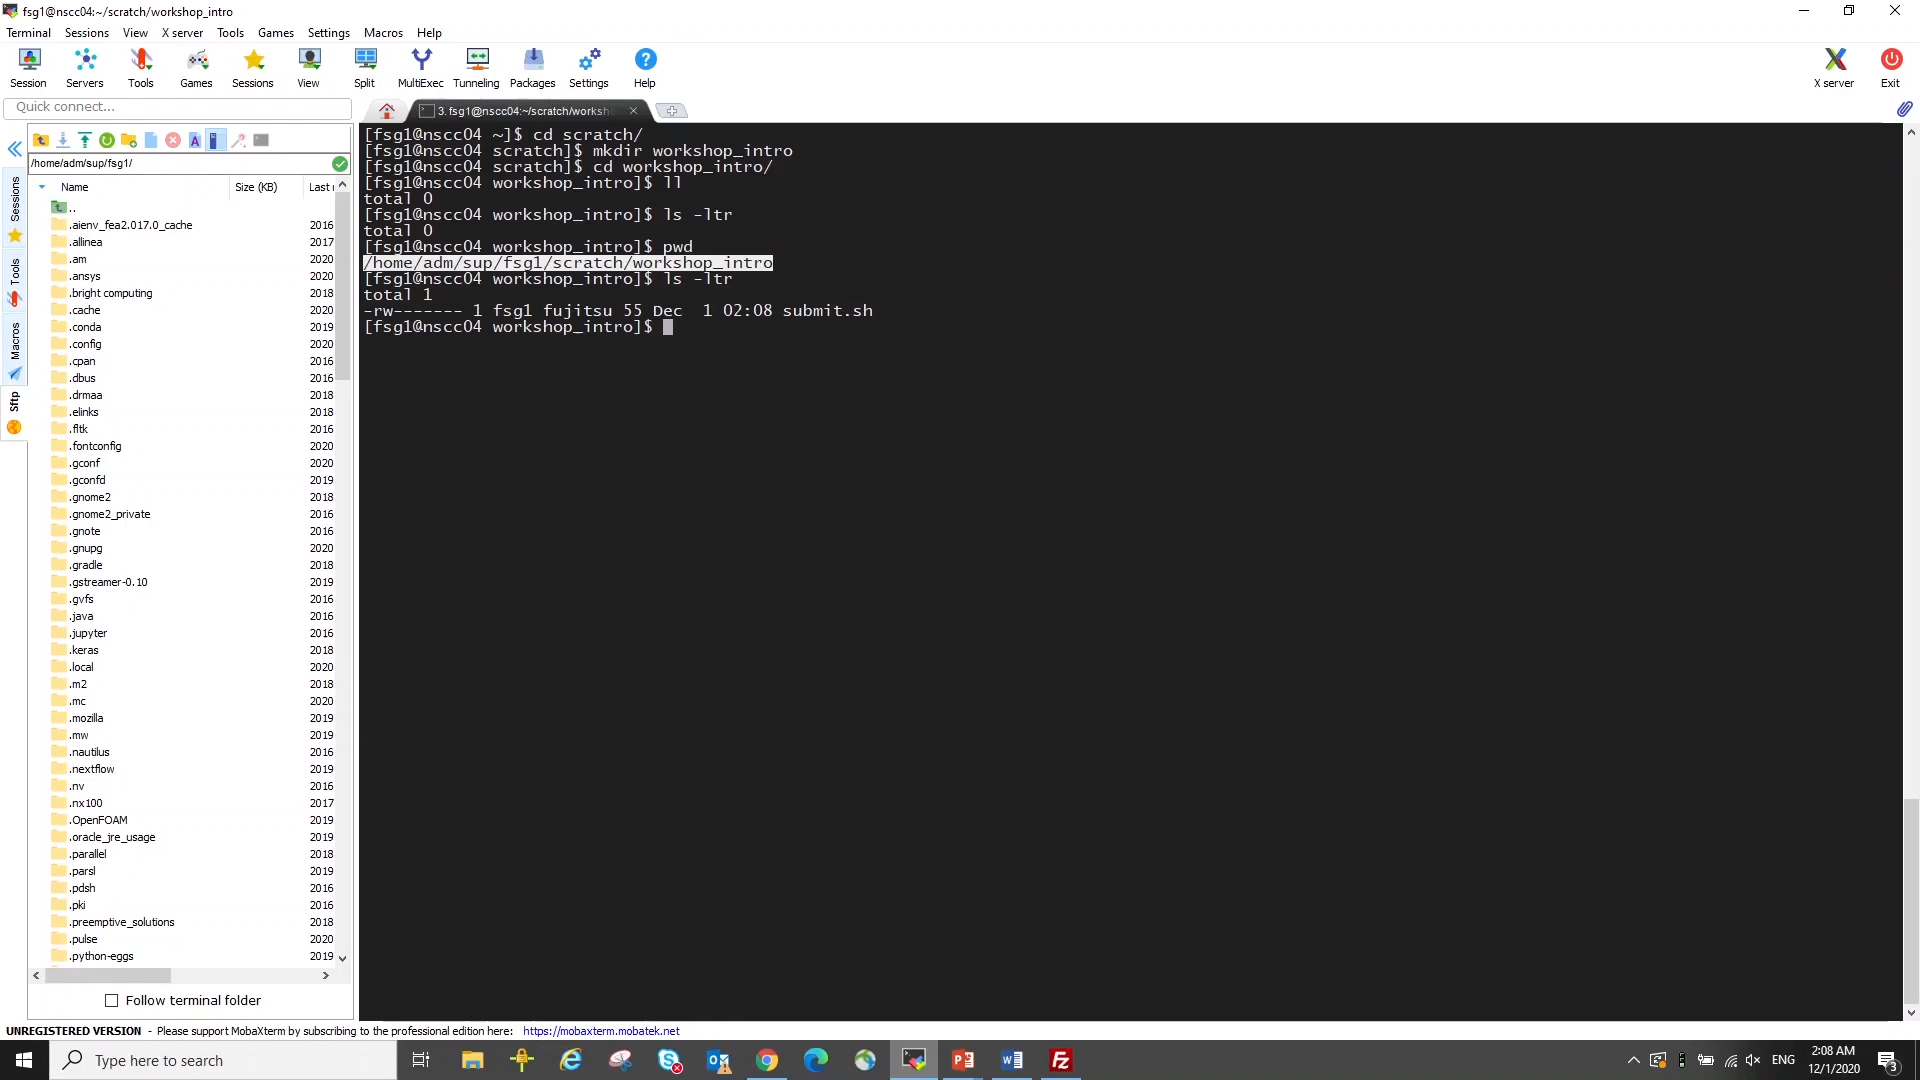 fsg1@nscc04:~/scratch/workshop_intro
Terminal Sessions View X server Tools Games Settings Macros Help
Session Servers Tools Games Sessions View Split MultiExec Tunneling Packages Settings Help X server Exit
Quick connect...
3. fsg1@nscc04:~/scratch/worksh
/home/adm/sup/fsg1/
Name Size (KB) Last
..
.aienv_fea2.017.0_cache 2016
.allinea 2017
.am 2020
.ansys 2020
.bright computing 2018
.cache 2020
.conda 2019
.config 2020
.cpan 2016
.dbus 2016
.drmaa 2018
.elinks 2018
.fltk 2016
.fontconfig 2020
.gconf 2020
.gconfd 2019
.gnome2 2018
.gnome2_private 2016
.gnote 2016
.gnupg 2020
.gradle 2018
.gstreamer-0.10 2019
.gvfs 2016
.java 2016
.jupyter 2016
.keras 2018
.local 2020
.m2 2018
.mc 2020
.mozilla 2019
.mw 2019
.nautilus 2016
.nextflow 2019
.nv 2016
.nx100 2017
.OpenFOAM 2019
.oracle_jre_usage 2019
.parallel 2018
.parsl 2019
.pdsh 2016
.pki 2016
.preemptive_solutions 2018
.pulse 2020
.python-eggs 2019
Follow terminal folder
Sessions
Tools
Macros
Sftp
[fsg1@nscc04 ~]$ cd scratch/
[fsg1@nscc04 scratch]$ mkdir workshop_intro
[fsg1@nscc04 scratch]$ cd workshop_intro/
[fsg1@nscc04 workshop_intro]$ ll
total 0
[fsg1@nscc04 workshop_intro]$ ls -ltr
total 0
[fsg1@nscc04 workshop_intro]$ pwd
/home/adm/sup/fsg1/scratch/workshop_intro
[fsg1@nscc04 workshop_intro]$ ls -ltr
total 1
-rw------- 1 fsg1 fujitsu 55 Dec  1 02:08 submit.sh
[fsg1@nscc04 workshop_intro]$
UNREGISTERED VERSION - Please support MobaXterm by subscribing to the professional edition here: https://mobaxterm.mobatek.net
Type here to search
ENG
2:08 AM
12/1/2020
3